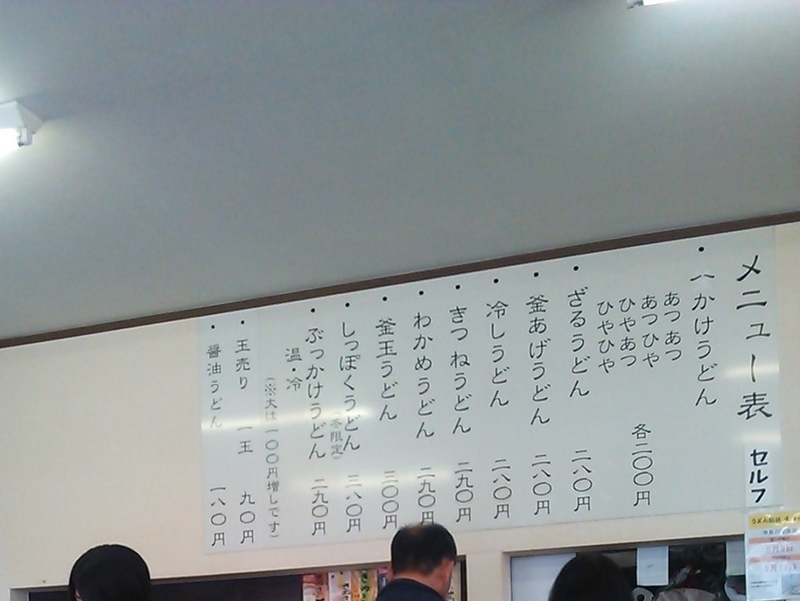 メニュー表 セルフ
・かけうどん
あつあつ
あつひや
ひやあつ
ひやひや
各二〇〇円
・ざるうどん 二八〇円
・釜あげうどん 二八〇円
・冷しうどん 二八〇円
・きつねうどん 二九〇円
・わかめうどん 二九〇円
・釜玉うどん 三〇〇円
・しっぽくうどん 三八〇円
(冬限定)
・ぶっかけうどん 二九〇円
温・冷
(※大は一〇〇円増しです)
・玉売り 一玉 九〇円
・醤油うどん 一八〇円